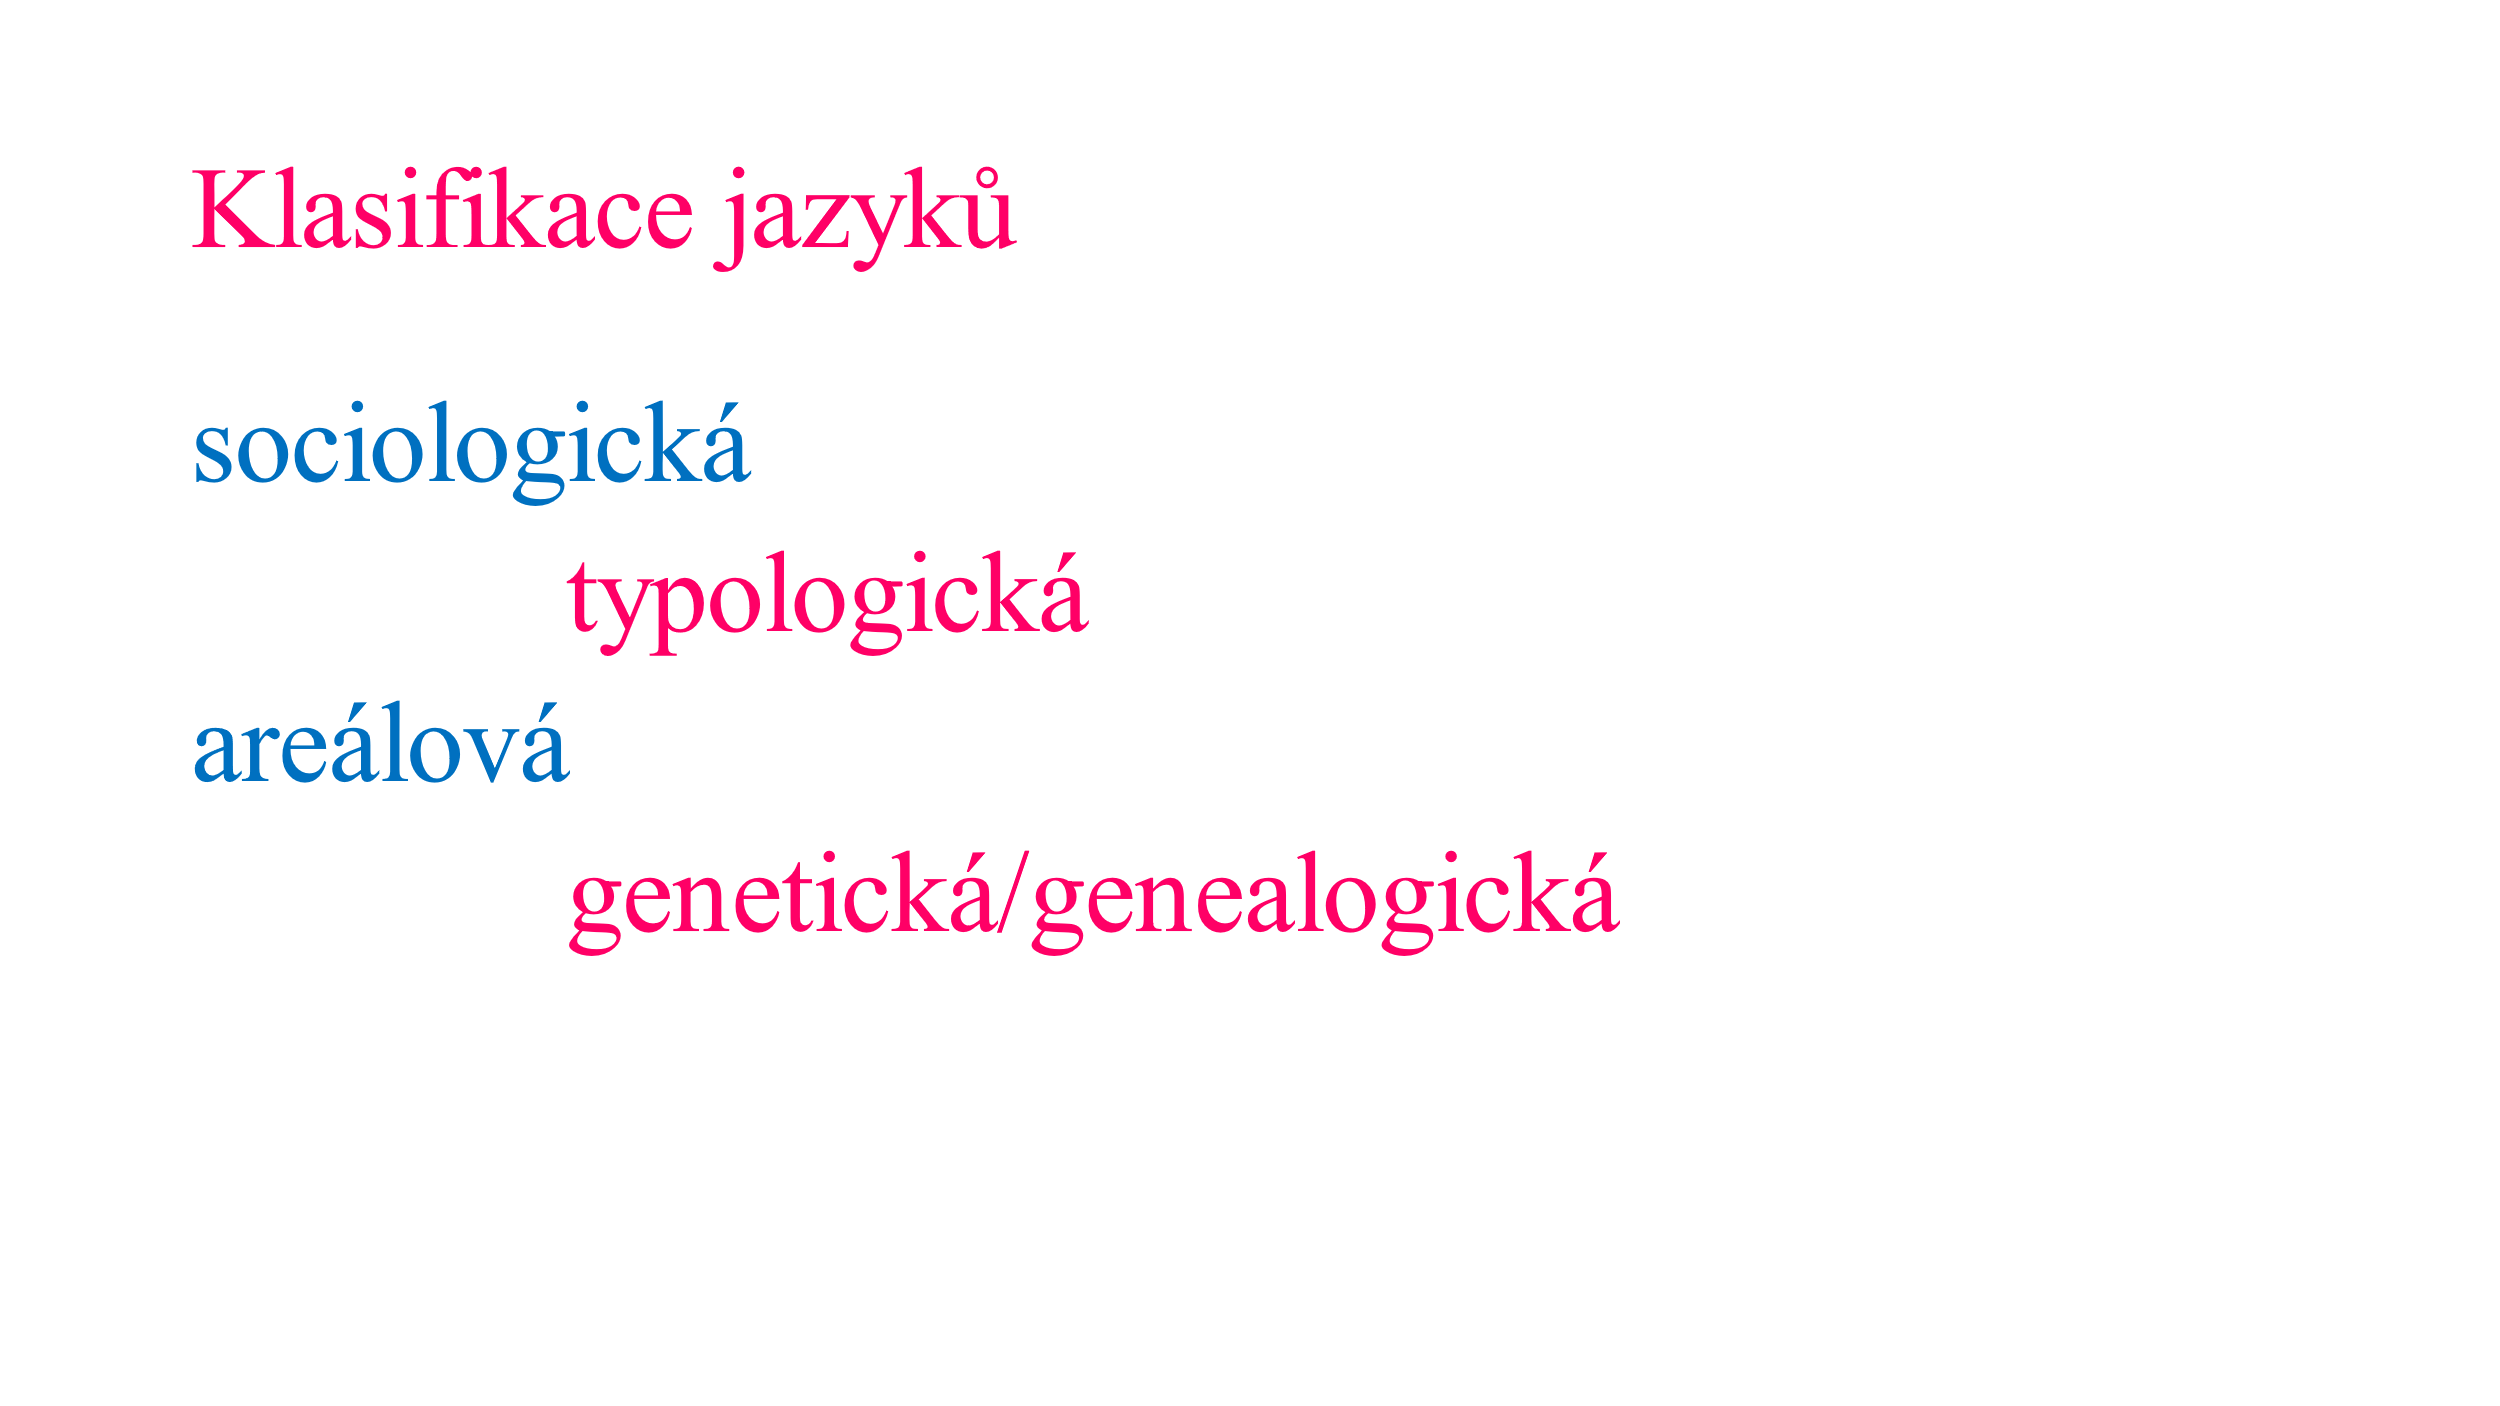 Klasifikace jazyků
sociologická
typologická
areálová
genetická/genealogická